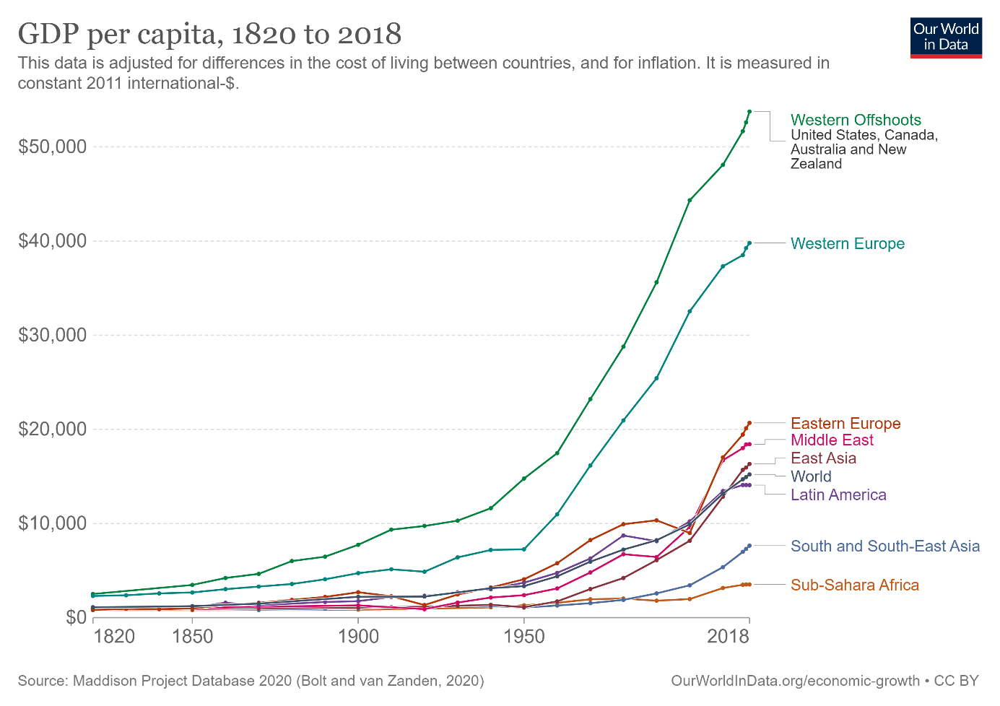 GDP per capita, 1820 to 2018
Our World
in Data
This data is adjusted for differences in the cost of living between countries, and for inflation. It is measured in
constant 2011 international-$.
$50,000
$40,000
$30,000
$20,000
$10,000
$0
Western Offshoots
United States, Canada,
Australia and New
Zealand
Western Europe
Eastern Europe
Middle East
East Asia
World
Latin America
South and South-East Asia
Sub-Sahara Africa
1820
1850
1900
1950
2018
Source: Maddison Project Database 2020 (Bolt and van Zanden, 2020)
OurWorldInData.org/economic-growth • CC BY